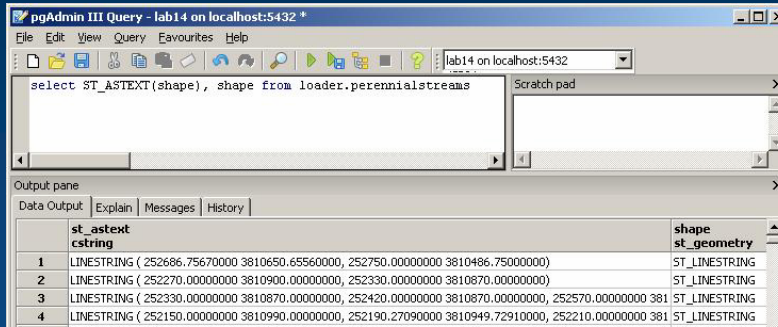 pgAdmin III Query - lab14 on localhost:5432 *
File Edit View Query Favourites Help
lab14 on localhost:5432
select ST_ASTEXT(shape), shape from loader.perennialstreams
Scratch pad
Output pane
Data Output Explain Messages History
st_astext shape
cstring st_geometry
1 LINESTRING ( 252686.75670000 3810650.65560000, 252750.00000000 3810486.75000000) ST_LINESTRING
2 LINESTRING ( 252270.00000000 3810900.00000000, 252330.00000000 3810870.00000000) ST_LINESTRING
3 LINESTRING ( 252330.00000000 3810870.00000000, 252420.00000000 3810870.00000000, 252570.00000000 381 ST_LINESTRING
4 LINESTRING ( 252150.00000000 3810990.00000000, 252190.27090000 3810949.72910000, 252210.00000000 381 ST_LINESTRING